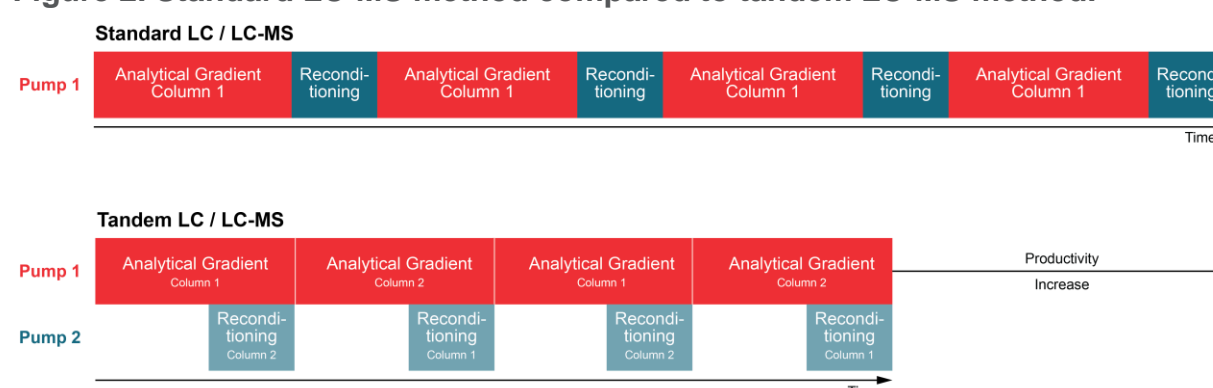 Standard LC / LC-MS
Pump 1
Analytical Gradient
Column 1
Recondi-
tioning
Analytical Gradient
Column 1
Recondi-
tioning
Analytical Gradient
Column 1
Recondi-
tioning
Analytical Gradient
Column 1
Recond
tioning
Time
Tandem LC / LC-MS
Pump 1
Analytical Gradient
Column 1
Analytical Gradient
Column 2
Analytical Gradient
Column 1
Analytical Gradient
Column 2
Productivity
Increase
Pump 2
Recondi-
tioning
Column 2
Recondi-
tioning
Column 1
Recondi-
tioning
Column 2
Recondi-
tioning
Column 1